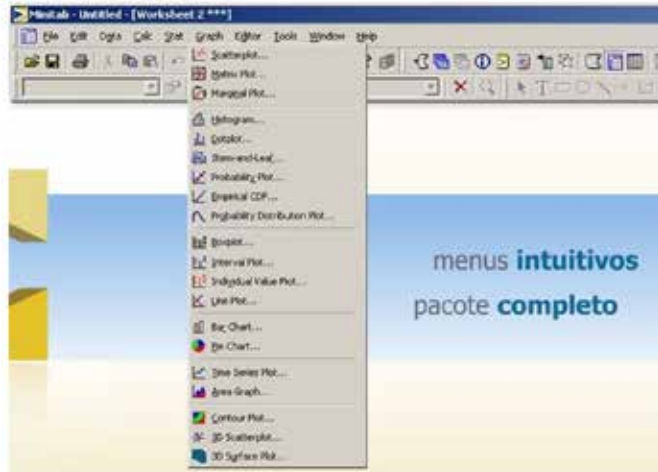 Minitab - Untitled - [Worksheet 2 ***]
File Edit Data Calc Stat Graph Editor Tools Window Help
Scatterplot...
Matrix Plot...
Marginal Plot...
Histogram...
Dotplot...
Stem-and-Leaf...
Probability Plot...
Empirical CDF...
Probability Distribution Plot...
Boxplot...
Interval Plot...
Individual Value Plot...
Line Plot...
Bar Chart...
Pie Chart...
Time Series Plot...
Area Graph...
Contour Plot...
3D Scatterplot...
3D Surface Plot...
menus intuitivos
pacote completo